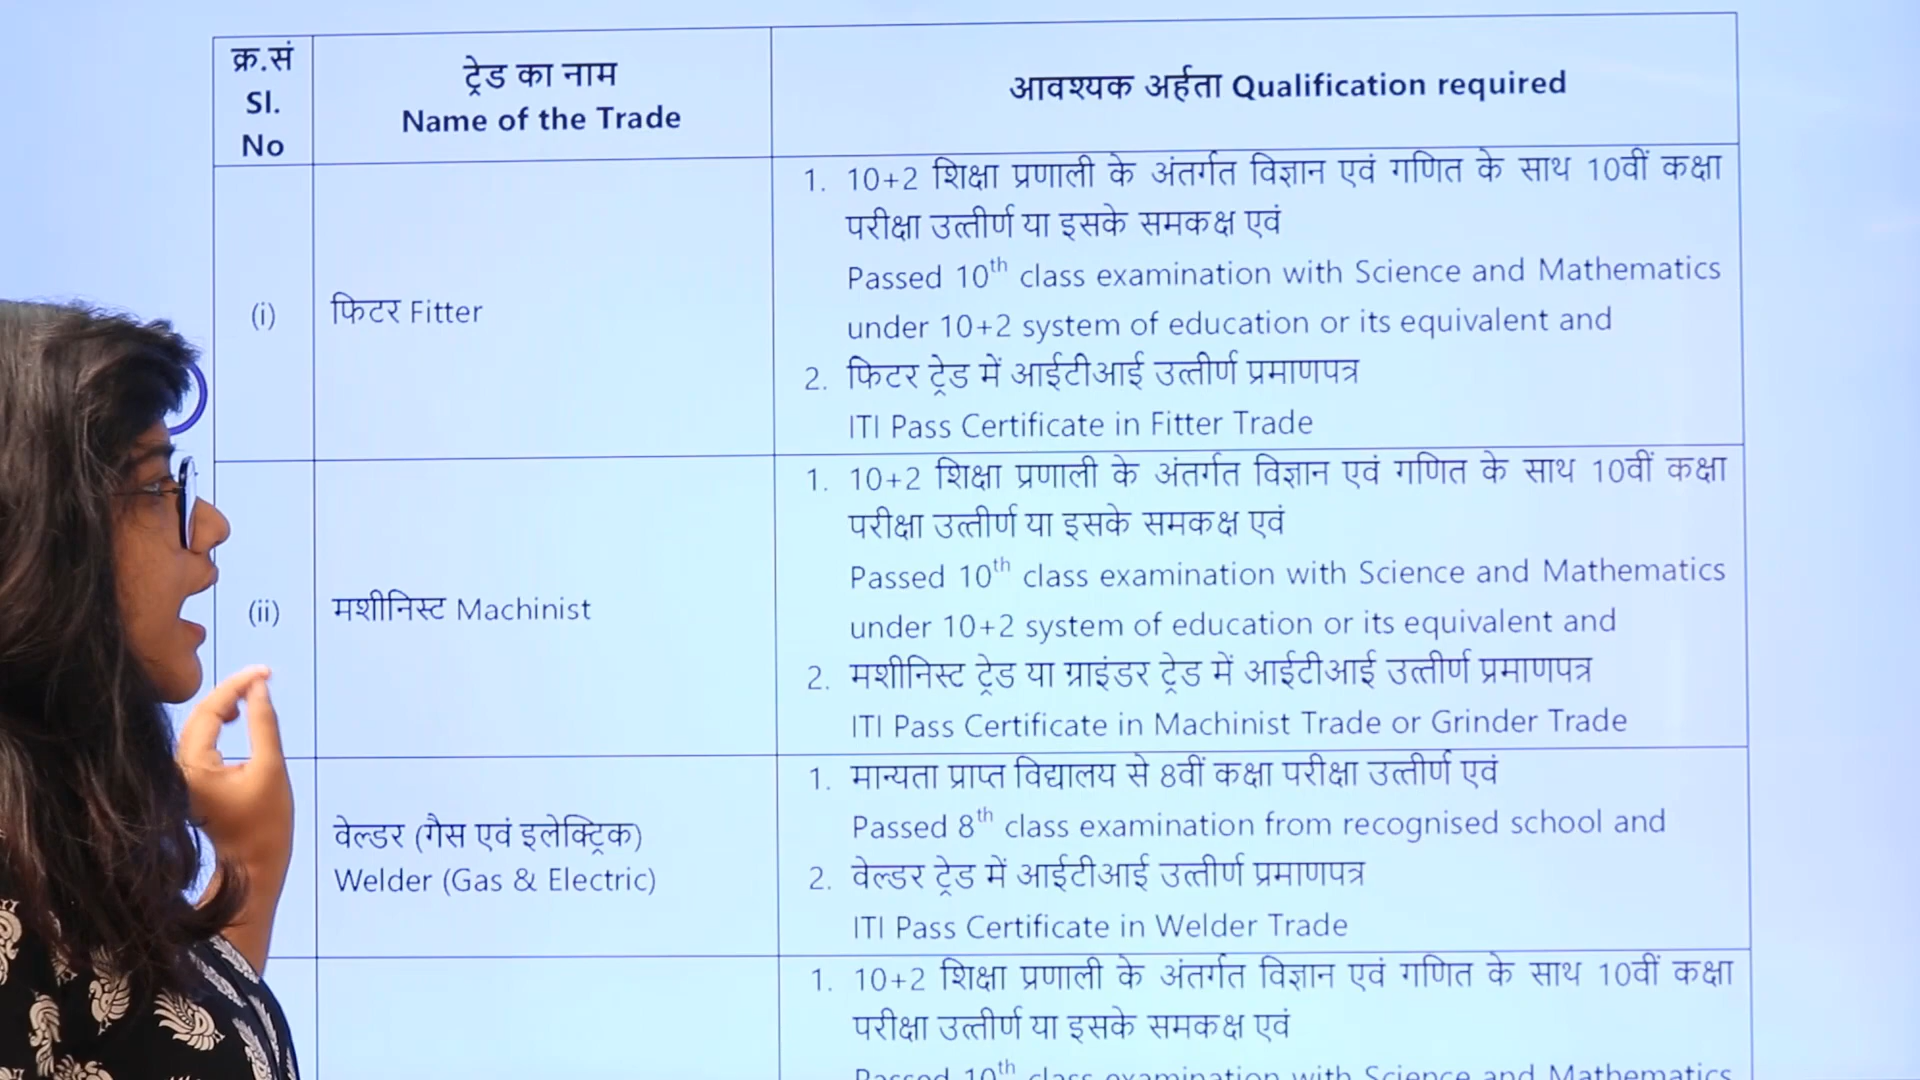 क्र.सं
Sl.
No
ट्रेड का नाम
Name of the Trade
आवश्यक अर्हता Qualification required
(i)
फिटर Fitter
1. 10+2 शिक्षा प्रणाली के अंतर्गत विज्ञान एवं गणित के साथ 10वीं कक्षा
परीक्षा उत्तीर्ण या इसके समकक्ष एवं
Passed 10th class examination with Science and Mathematics
under 10+2 system of education or its equivalent and
2. फिटर ट्रेड में आईटीआई उत्तीर्ण प्रमाणपत्र
ITI Pass Certificate in Fitter Trade
(ii)
मशीनिस्ट Machinist
1. 10+2 शिक्षा प्रणाली के अंतर्गत विज्ञान एवं गणित के साथ 10वीं कक्षा
परीक्षा उत्तीर्ण या इसके समकक्ष एवं
Passed 10th class examination with Science and Mathematics
under 10+2 system of education or its equivalent and
2. मशीनिस्ट ट्रेड या ग्राइंडर ट्रेड में आईटीआई उत्तीर्ण प्रमाणपत्र
ITI Pass Certificate in Machinist Trade or Grinder Trade
वेल्डर (गैस एवं इलेक्ट्रिक)
Welder (Gas & Electric)
1. मान्यता प्राप्त विद्यालय से 8वीं कक्षा परीक्षा उत्तीर्ण एवं
Passed 8th class examination from recognised school and
2. वेल्डर ट्रेड में आईटीआई उत्तीर्ण प्रमाणपत्र
ITI Pass Certificate in Welder Trade
1. 10+2 शिक्षा प्रणाली के अंतर्गत विज्ञान एवं गणित के साथ 10वीं कक्षा
परीक्षा उत्तीर्ण या इसके समकक्ष एवं
Passed 10th class examination with Science and Mathematics